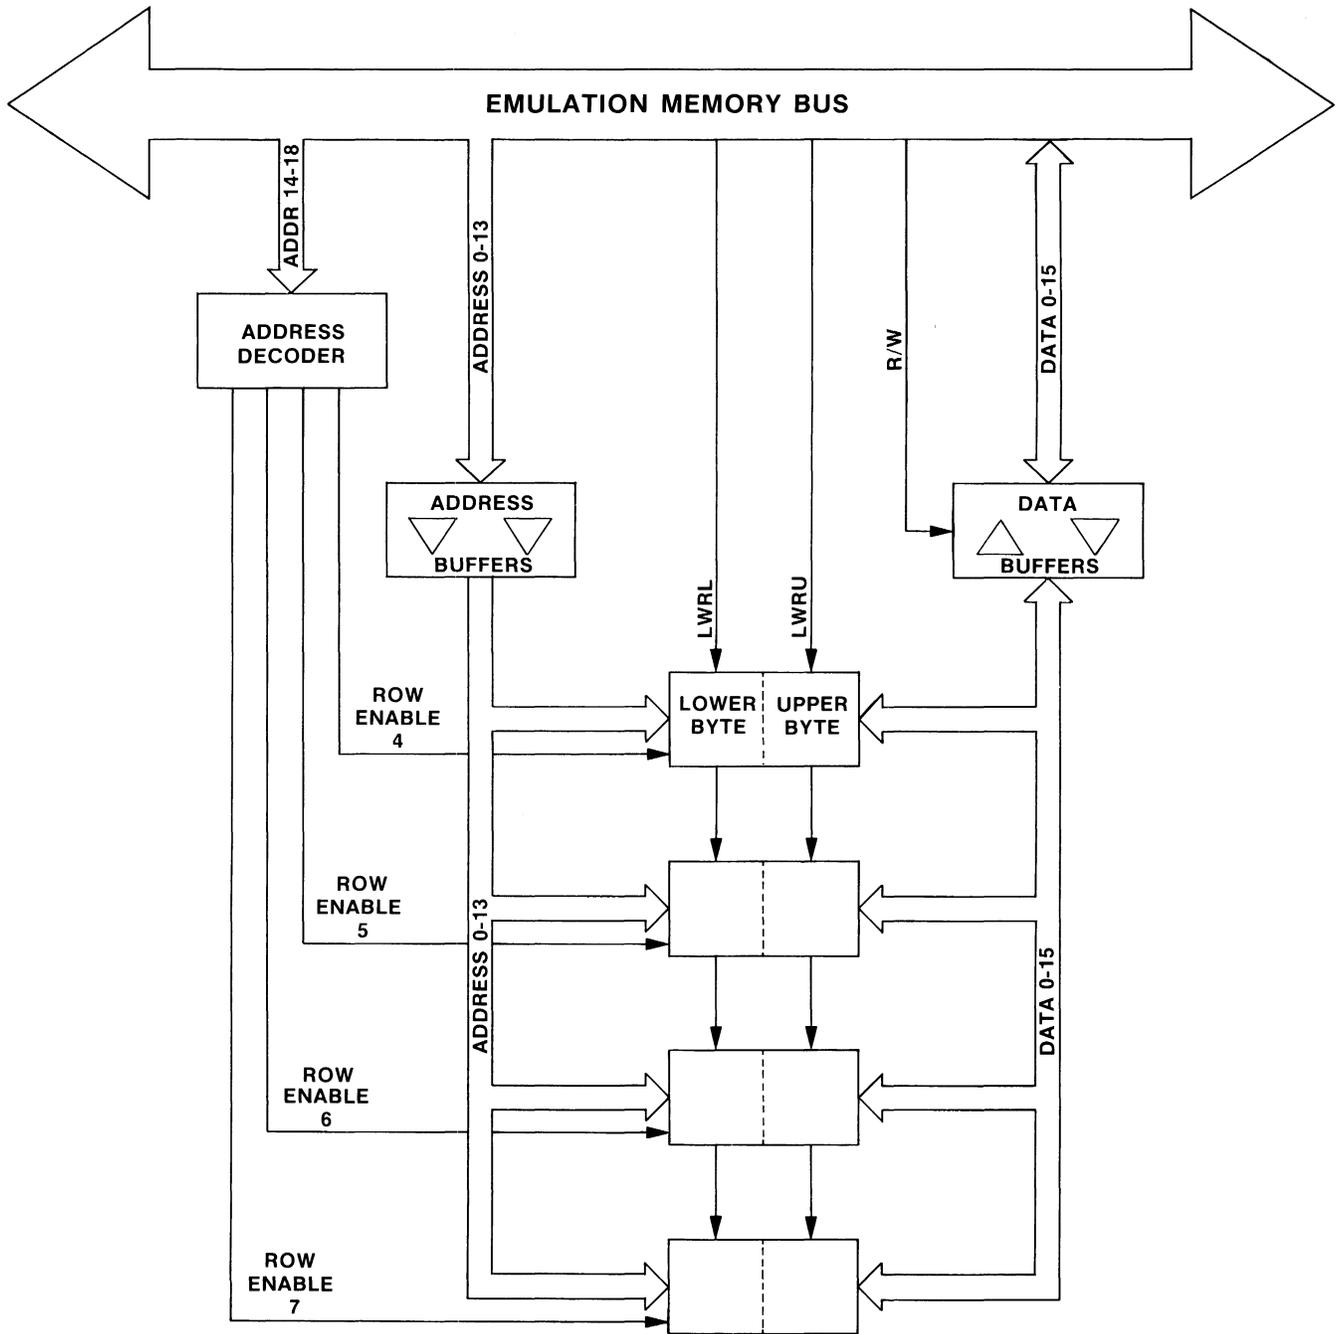 EMULATION MEMORY BUS
ADDR 14-18
ADDRESS 0-13
R/W
DATA 0-15
ADDRESS
DECODER
ADDRESS
BUFFERS
DATA
BUFFERS
LWRL
LWRU
ROW
ENABLE
4
LOWER
BYTE
UPPER
BYTE
ROW
ENABLE
5
ADDRESS 0-13
DATA 0-15
ROW
ENABLE
6
ROW
ENABLE
7